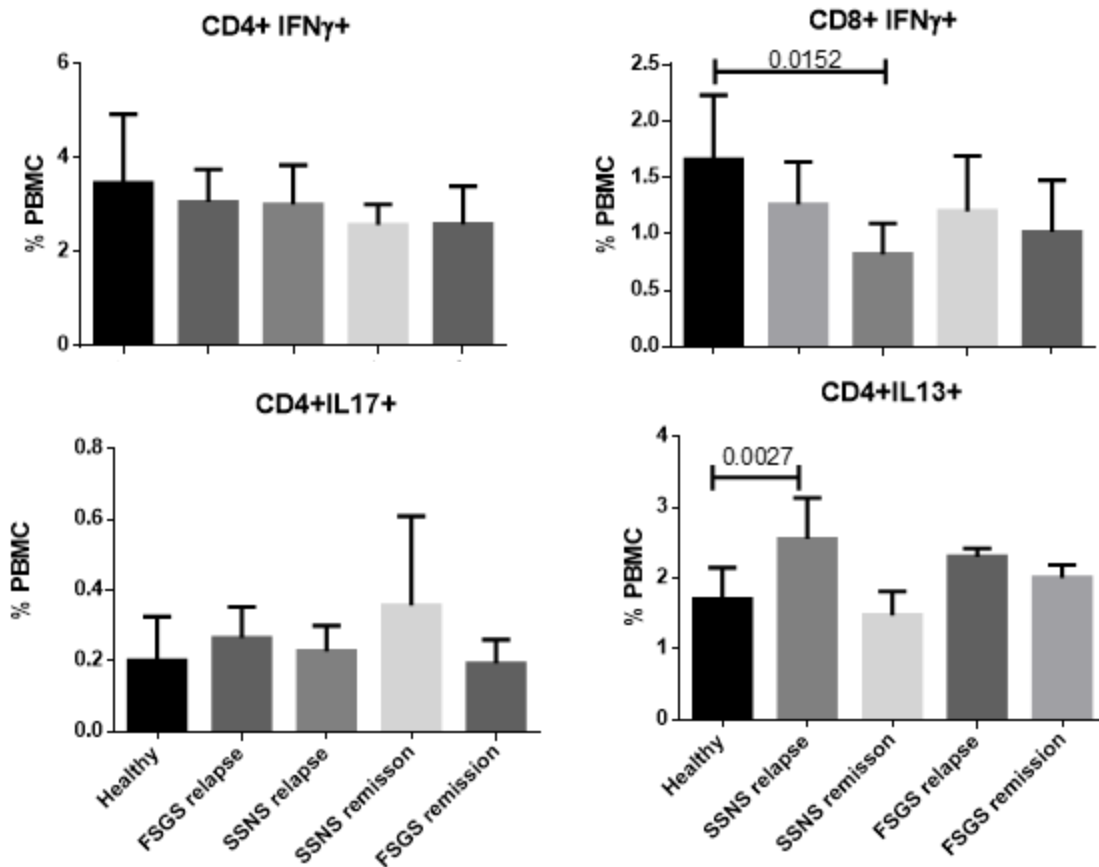 CD4+ IFNγ+
% PBMC
6
4
2
0
CD8+ IFNγ+
0.0152
% PBMC
2.5
2.0
1.5
1.0
0.5
0.0
CD4+IL17+
% PBMC
0.8
0.6
0.4
0.2
0.0
Healthy
FSGS relapse
SSNS relapse
SSNS remisson
FSGS remission
CD4+IL13+
0.0027
% PBMC
4
3
2
1
0
Healthy
SSNS relapse
SSNS remisson
FSGS relapse
FSGS remission